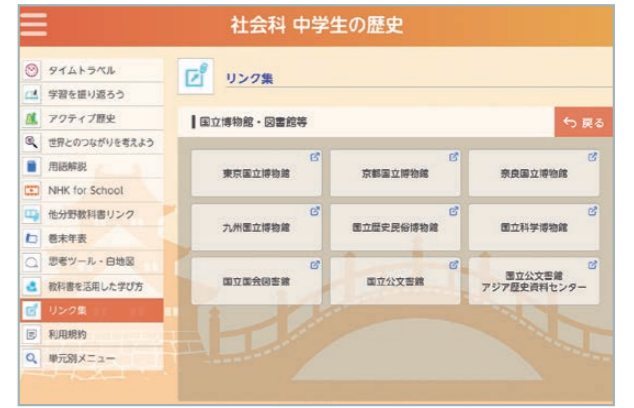 社会科 中学生の歴史
タイムトラベル
学習を振り返ろう
アクティブ歴史
世界とのつながりを考えよう
用語解説
NHK for School
他分野教科書リンク
巻末年表
思考ツール・白地図
教科書を活用した学び方
リンク集
利用規約
単元別メニュー
リンク集
国立博物館・図書館等
戻る
東京国立博物館
京都国立博物館
奈良国立博物館
九州国立博物館
国立歴史民俗博物館
国立科学博物館
国立国会図書館
国立公文書館
国立公文書館
アジア歴史資料センター